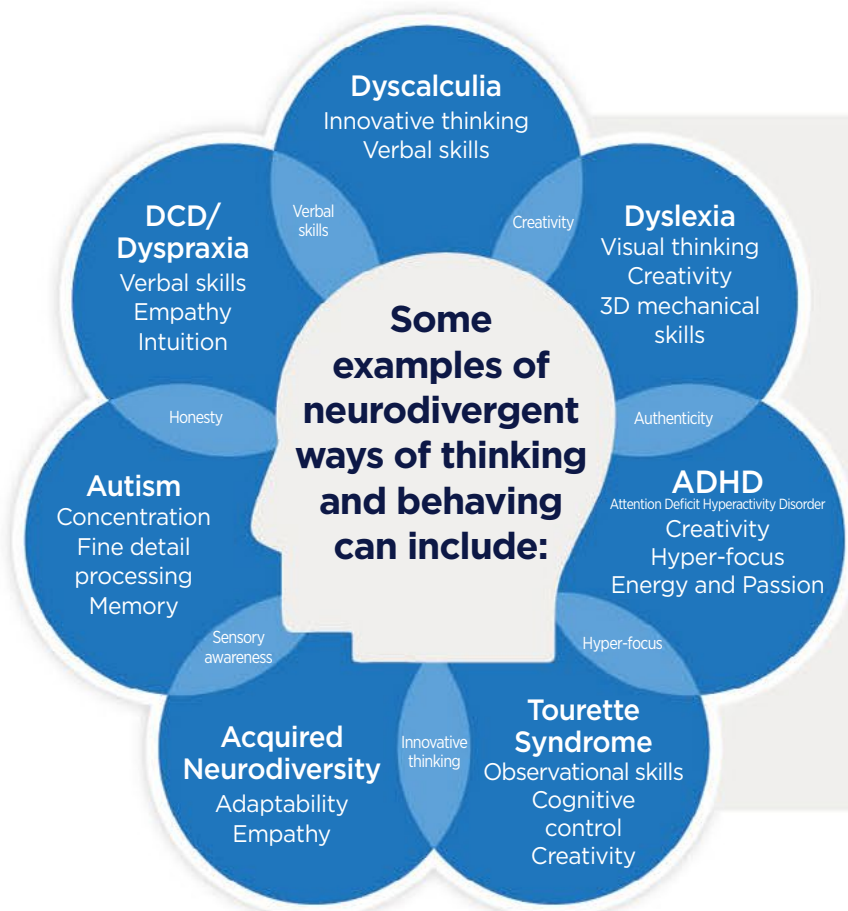 Dyscalculia
Innovative thinking
Verbal skills
Creativity
Dyslexia
Visual thinking
Creativity
3D mechanical
skills
Authenticity
ADHD
Attention Deficit Hyperactivity Disorder
Creativity
Hyper-focus
Energy and Passion
Hyper-focus
Tourette
Syndrome
Observational skills
Cognitive
control
Creativity
Innovative
thinking
Acquired
Neurodiversity
Adaptability
Empathy
Sensory
awareness
Autism
Concentration
Fine detail
processing
Memory
Honesty
DCD/
Dyspraxia
Verbal skills
Empathy
Intuition
Verbal
skills
Some
examples of
neurodivergent
ways of thinking
and behaving
can include: